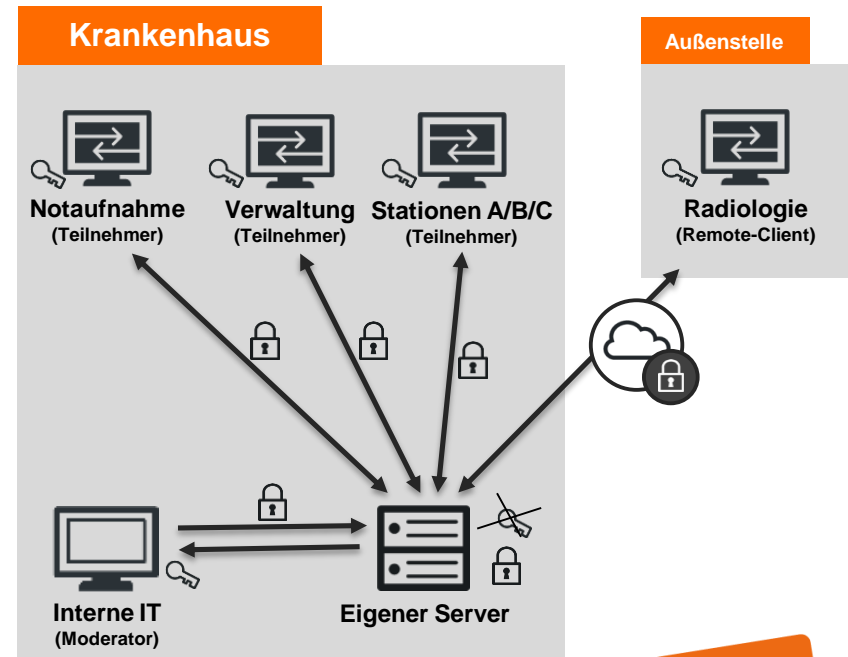 Krankenhaus
Außenstelle
Notaufnahme
(Teilnehmer)
Verwaltung
(Teilnehmer)
Stationen A/B/C
(Teilnehmer)
Radiologie
(Remote-Client)
Interne IT
(Moderator)
Eigener Server